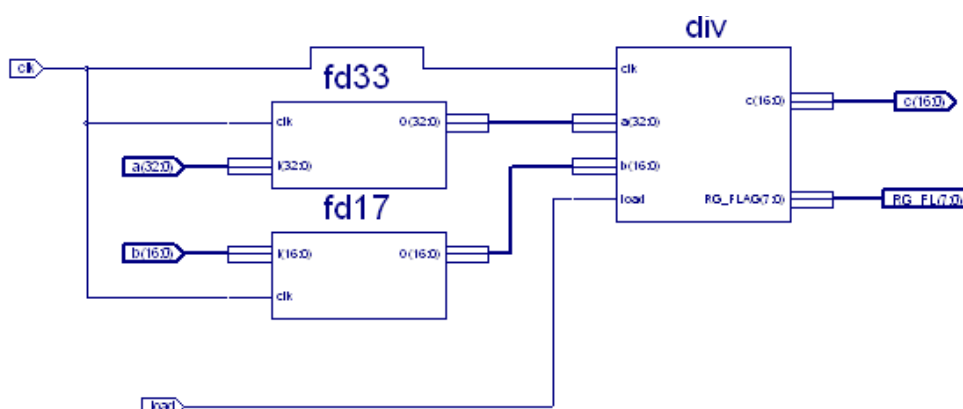 div
clk
clk
fd33
c(16:0)
c(16:0)
clk
O(32:0)
a(32:0)
a(32:0)
I(32:0)
b(16:0)
fd17
load
RG_FLAG(7:0)
RG_FL(7:0)
b(16:0)
I(16:0)
O(16:0)
clk
load